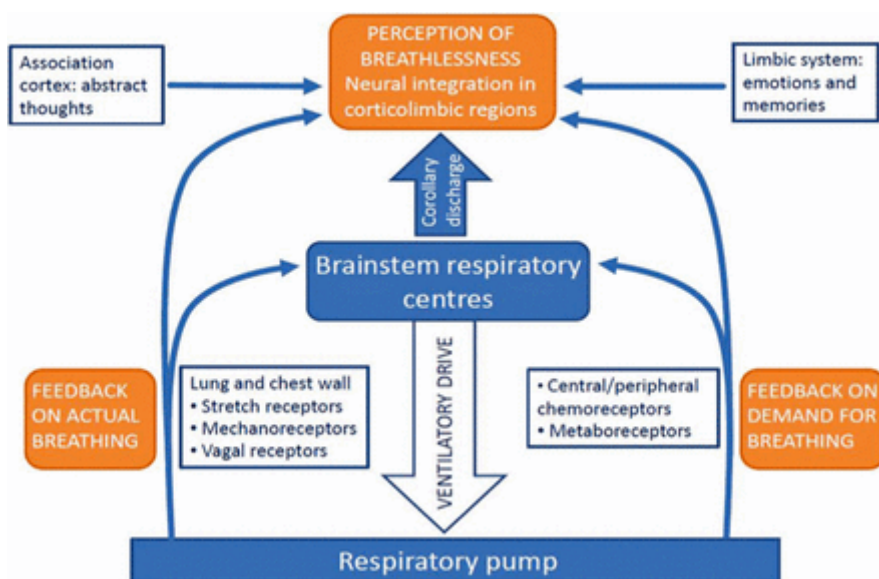 PERCEPTION OF
BREATHLESSNESS
Neural integration in
corticolimbic regions
Association
cortex: abstract
thoughts
Limbic system:
emotions and
memories
Corollary
discharge
Brainstem respiratory
centres
FEEDBACK
ON ACTUAL
BREATHING
Lung and chest wall
• Stretch receptors
• Mechanoreceptors
• Vagal receptors
VENTILATORY DRIVE
• Central/peripheral
chemoreceptors
• Metaboreceptors
FEEDBACK ON
DEMAND FOR
BREATHING
Respiratory pump